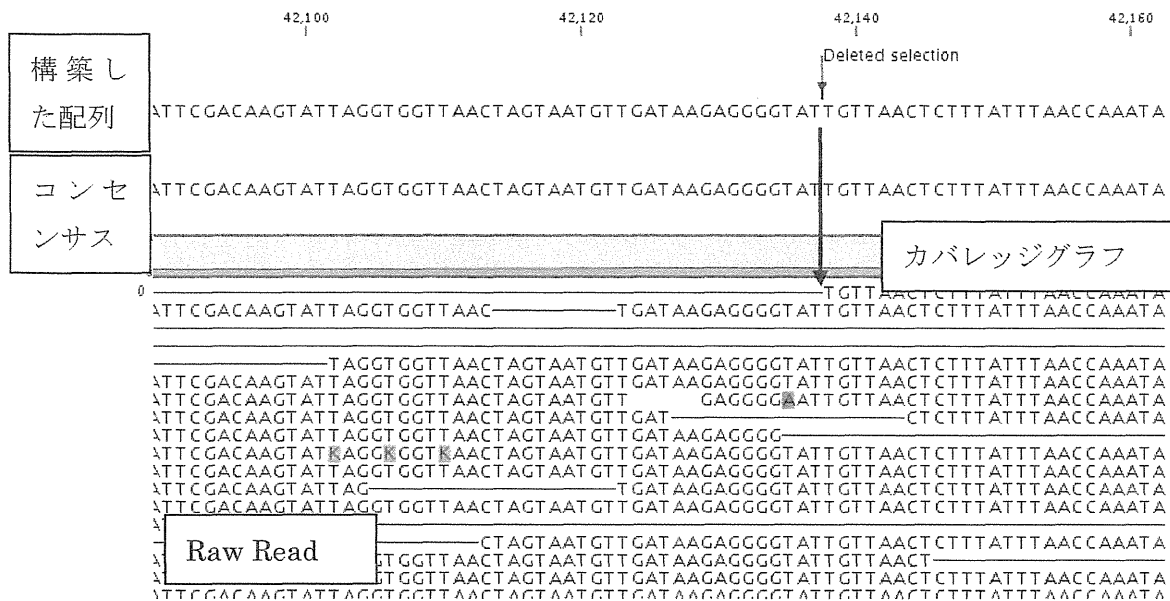 42,100 42,120 42,140 42,160
Deleted selection
構築し
た配列
ATTCGACAAGTATTAGGTGGTTAACTAGTAATGTTGATAAGAGGGGTATTGTTAACTCTTTATTTAACCAAATA
コンセ
ンサス
ATTCGACAAGTATTAGGTGGTTAACTAGTAATGTTGATAAGAGGGGTATTGTTAACTCTTTATTTAACCAAATA
カバレッジグラフ
0
TGTTAACTCTTTATTTAACCAAATA
ATTCGACAAGTATTAGGTGGTTAAC TGATAAGAGGGGTATTGTTAACTCTTTATTTAACCAAATA
TAGGTGGTTAACTAGTAATGTTGATAAGAGGGGTATTGTTAACTCTTTATTTAACCAAATA
ATTCGACAAGTATTAGGTGGTTAACTAGTAATGTTGATAAGAGGGGTATTGTTAACTCTTTATTTAACCAAATA
ATTCGACAAGTATTAGGTGGTTAACTAGTAATGTT GAGGGGAATTGTTAACTCTTTATTTAACCAAATA
ATTCGACAAGTATTAGGTGGTTAACTAGTAATGTTGAT CTCTTTATTTAACCAAATA
ATTCGACAAGTATTAGGTGGTTAACTAGTAATGTTGATAAGAGGGG
ATTCGACAAGTATKAGGKGGTKAACTAGTAATGTTGATAAGAGGGGTATTGTTAACTCTTTATTTAACCAAATA
ATTCGACAAGTATTAGGTGGTTAACTAGTAATGTTGATAAGAGGGGTATTGTTAACTCTTTATTTAACCAAATA
ATTCGACAAGTATTAG TGATAAGAGGGGTATTGTTAACTCTTTATTTAACCAAATA
ATTCGACAAGTATTAGGTGGTTAACTAGTAATGTTGATAAGAGGGGTATTGTTAACTCTTTATTTAACCAAATA
Raw Read
CTAGTAATGTTGATAAGAGGGGTATTGTTAACTCTTTATTTAACCAAATA
GGTGGTTAACTAGTAATGTTGATAAGAGGGGTATTGTTAACT
GGTGGTTAACTAGTAATGTTGATAAGAGGGGTATTGTTAACTCTTTATTTAACCAAATA
ATTCGACAAGTATTAGGTGGTTAACTAGTAATGTTGATAAGAGGGGTATTGTTAACTCTTTATTTAACCAAATA